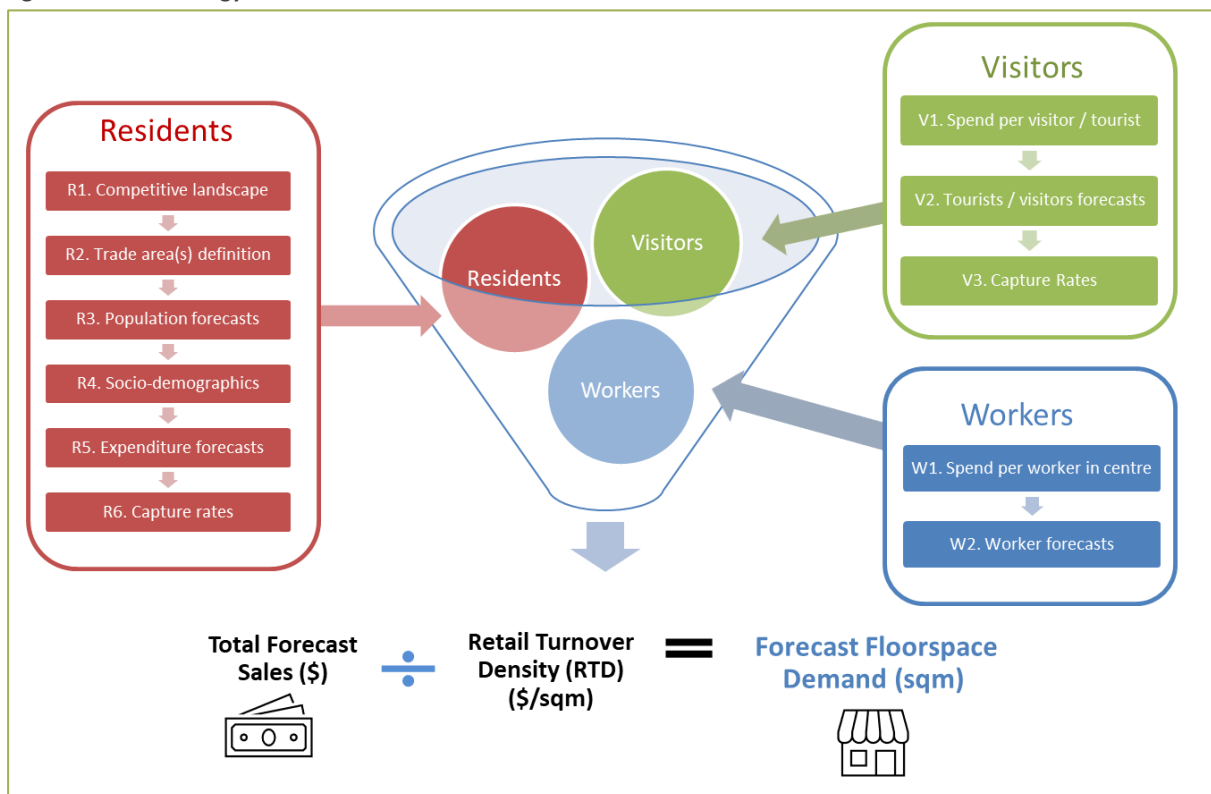 Residents
R1. Competitive landscape
R2. Trade area(s) definition
R3. Population forecasts
R4. Socio-demographics
R5. Expenditure forecasts
R6. Capture rates
Residents
Visitors
Workers
Visitors
V1. Spend per visitor / tourist
V2. Tourists / visitors forecasts
V3. Capture Rates
Workers
W1. Spend per worker in centre
W2. Worker forecasts
Total Forecast
Sales ($)
÷
Retail Turnover
Density (RTD)
($/sqm)
=
Forecast Floorspace
Demand (sqm)